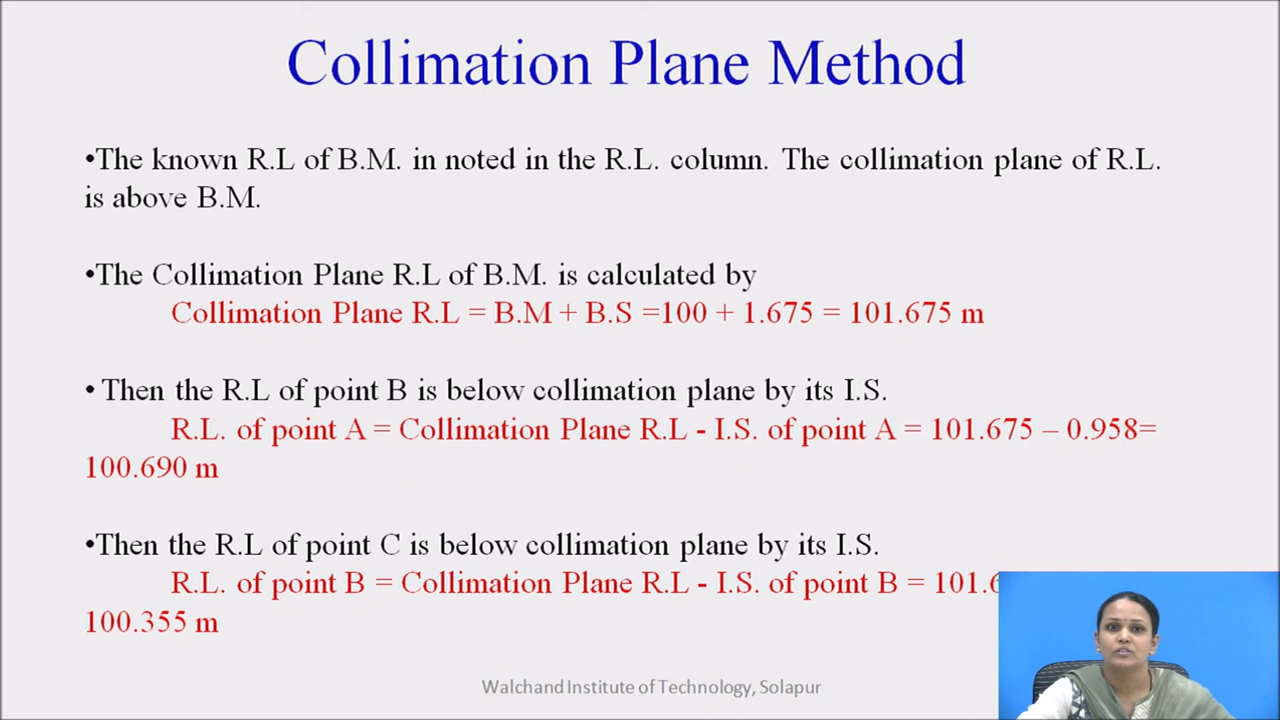 Collimation Plane Method
•The known R.L of B.M. in noted in the R.L. column. The collimation plane of R.L.
is above B.M.
•The Collimation Plane R.L of B.M. is calculated by
Collimation Plane R.L = B.M + B.S =100 + 1.675 = 101.675 m
• Then the R.L of point B is below collimation plane by its I.S.
R.L. of point A = Collimation Plane R.L - I.S. of point A = 101.675 – 0.958=
100.690 m
•Then the R.L of point C is below collimation plane by its I.S.
R.L. of point B = Collimation Plane R.L - I.S. of point B = 101.6
100.355 m
Walchand Institute of Technology, Solapur